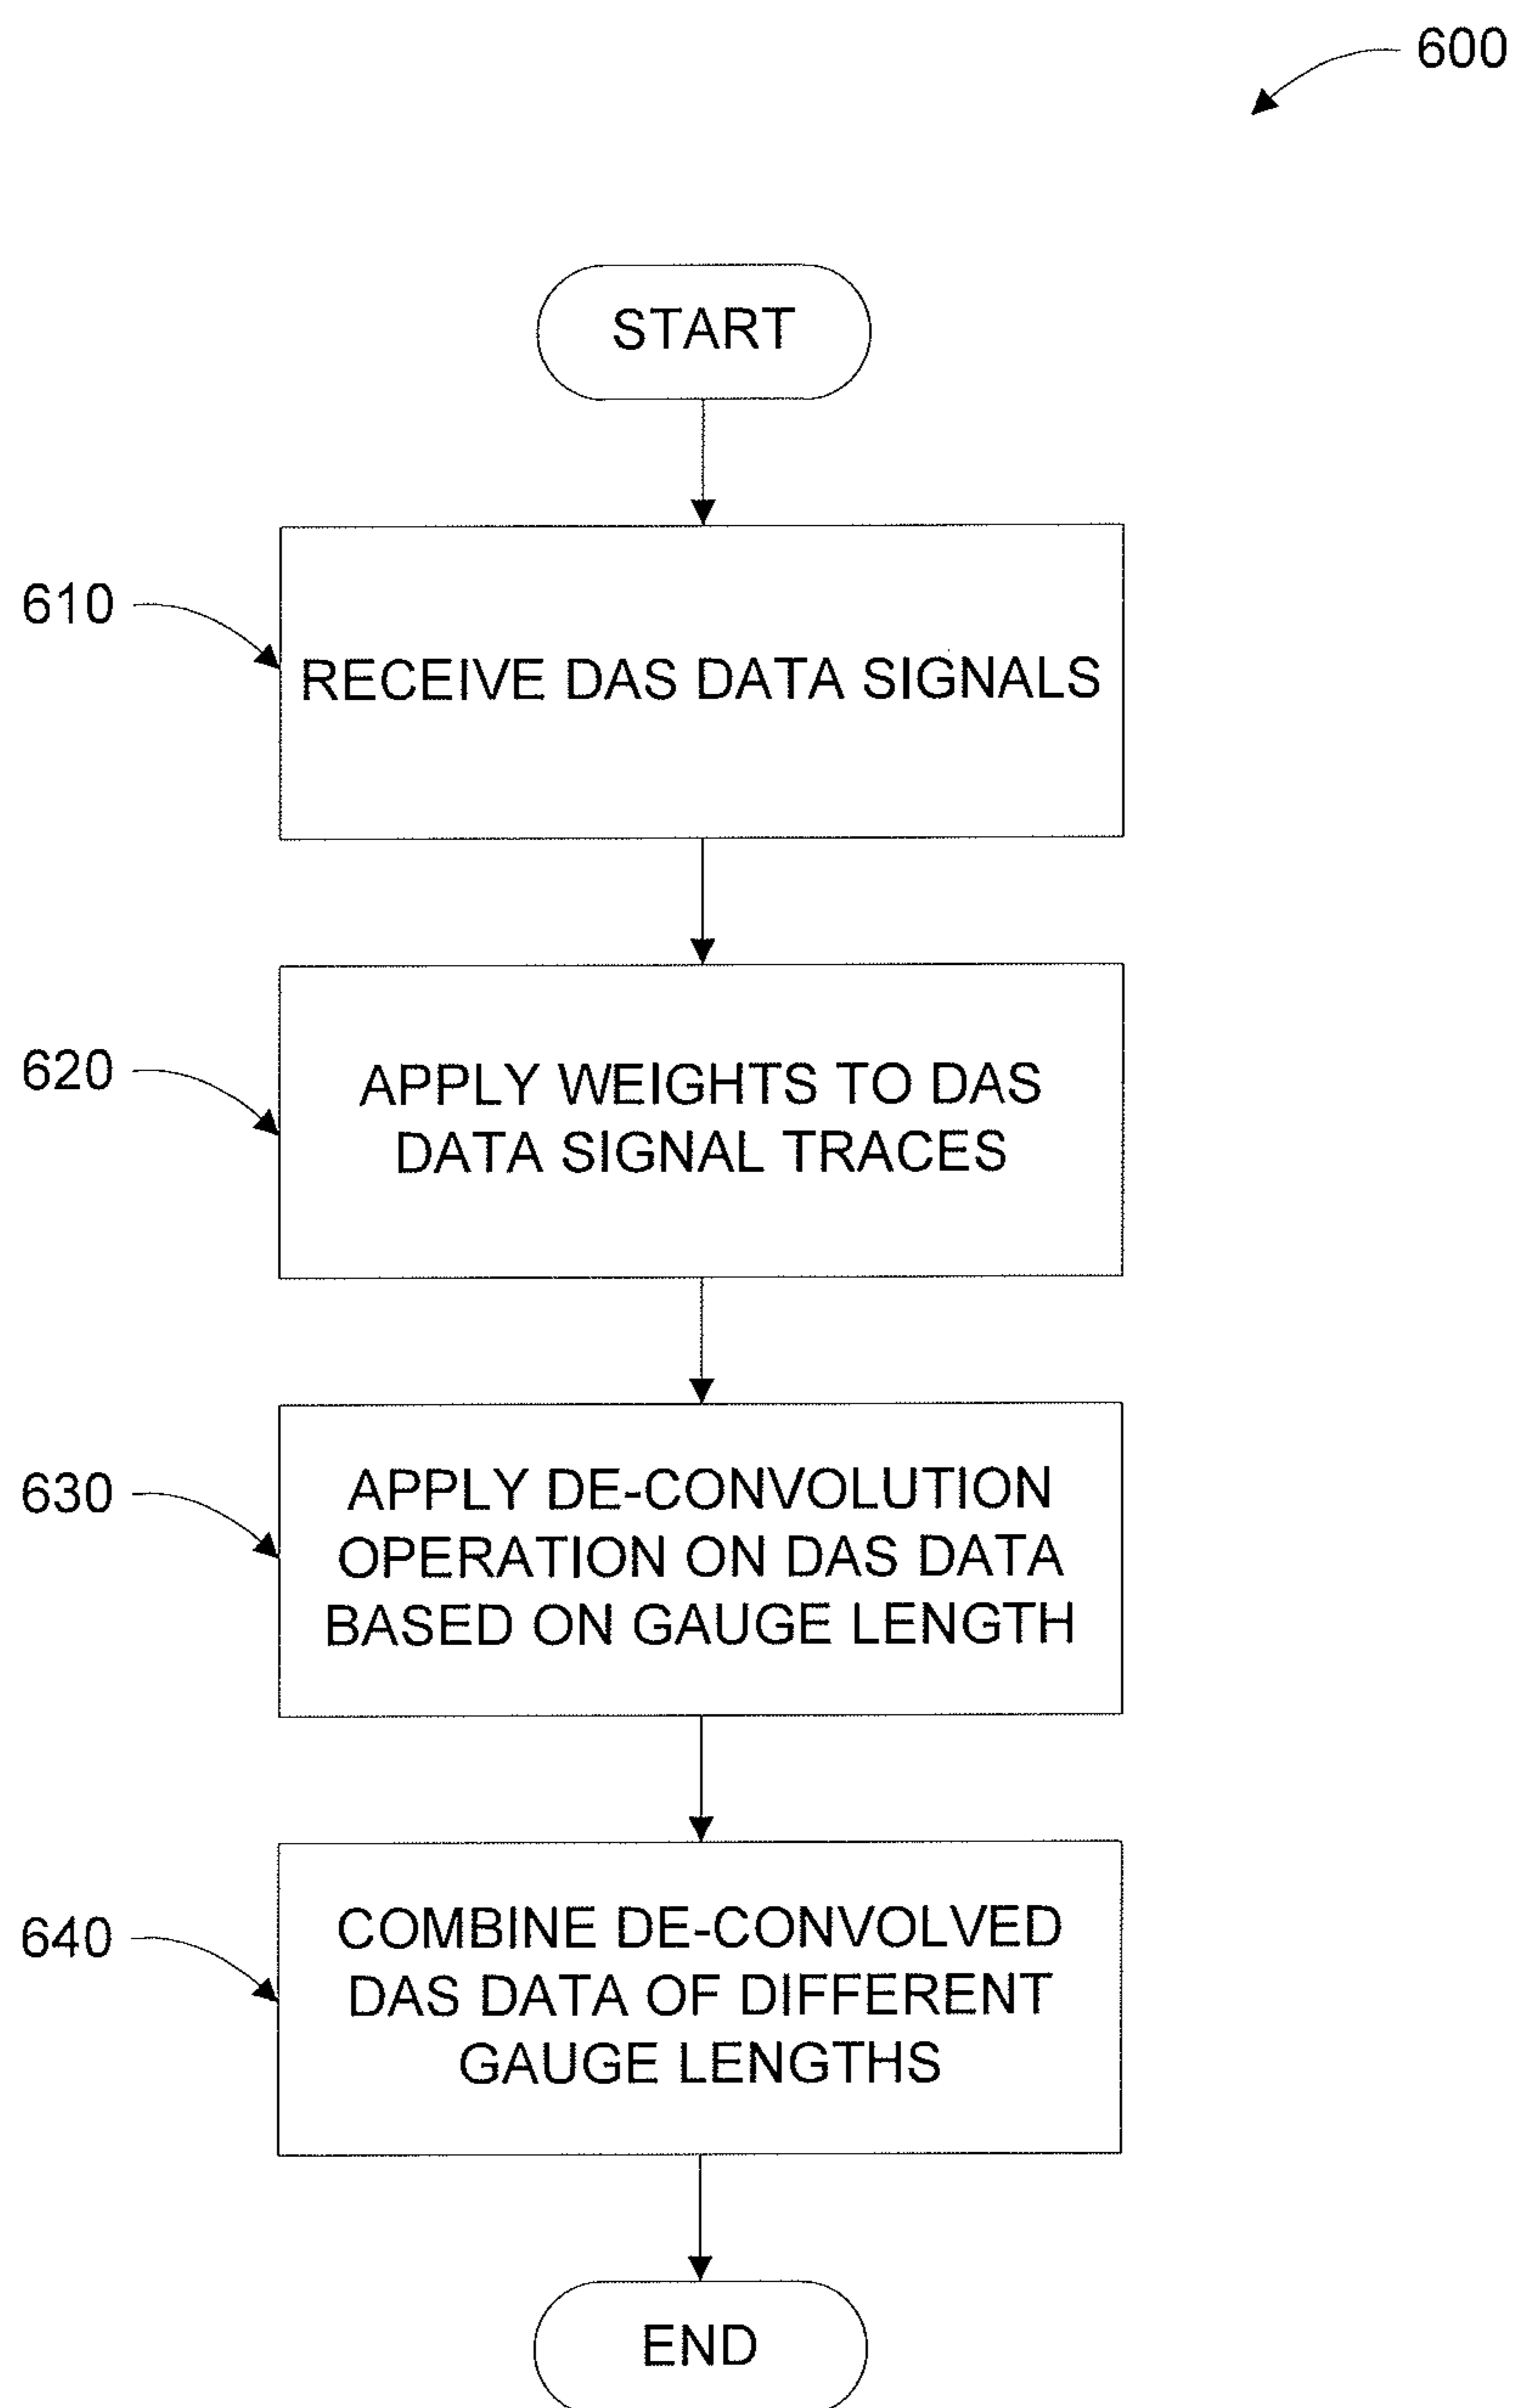 600
START
610
RECEIVE DAS DATA SIGNALS
620
APPLY WEIGHTS TO DAS
DATA SIGNAL TRACES
630
APPLY DE-CONVOLUTION
OPERATION ON DAS DATA
BASED ON GAUGE LENGTH
640
COMBINE DE-CONVOLVED
DAS DATA OF DIFFERENT
GAUGE LENGTHS
END